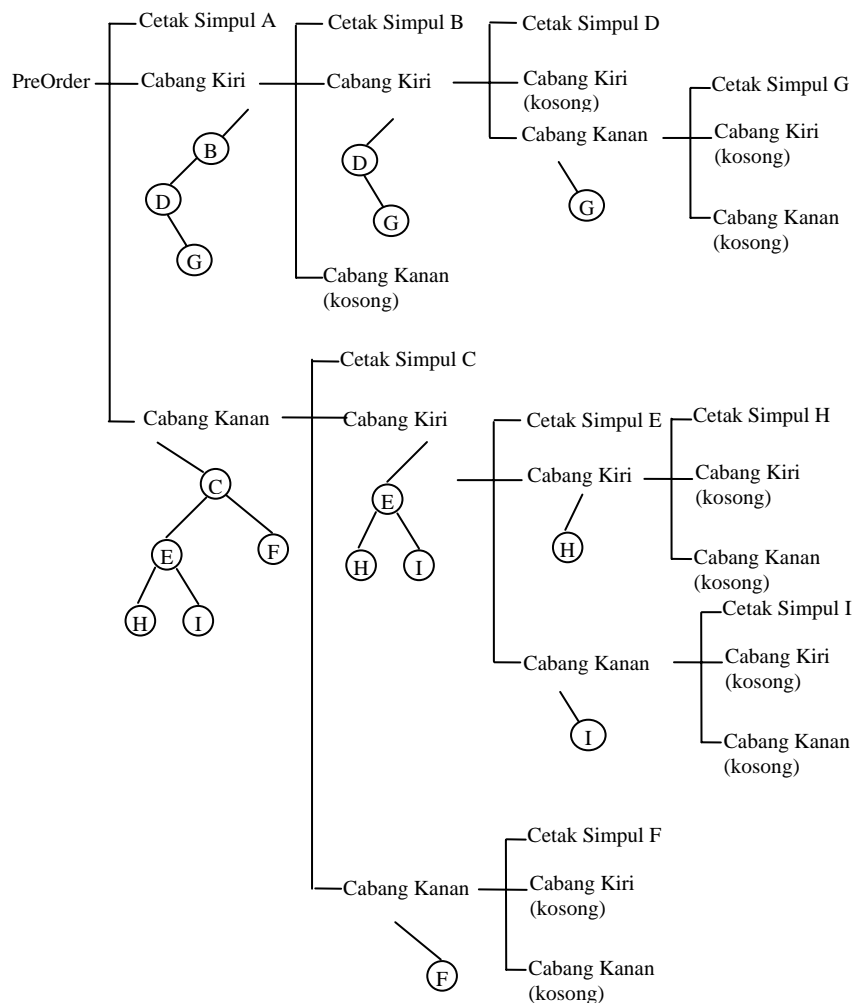 Cetak Simpul A
Cetak Simpul B
Cetak Simpul D
PreOrder
Cabang Kiri
Cabang Kiri
Cabang Kiri
(kosong)
Cetak Simpul G
Cabang Kanan
Cabang Kiri
(kosong)
B
D
G
D
G
G
Cabang Kanan
(kosong)
Cabang Kanan
(kosong)
Cetak Simpul C
Cabang Kanan
Cabang Kiri
Cetak Simpul E
Cetak Simpul H
Cabang Kiri
Cabang Kiri
(kosong)
C
E
F
H
I
E
H
I
H
Cabang Kanan
(kosong)
Cetak Simpul I
Cabang Kanan
Cabang Kiri
(kosong)
I
Cabang Kanan
(kosong)
Cetak Simpul F
Cabang Kanan
Cabang Kiri
(kosong)
F
Cabang Kanan
(kosong)